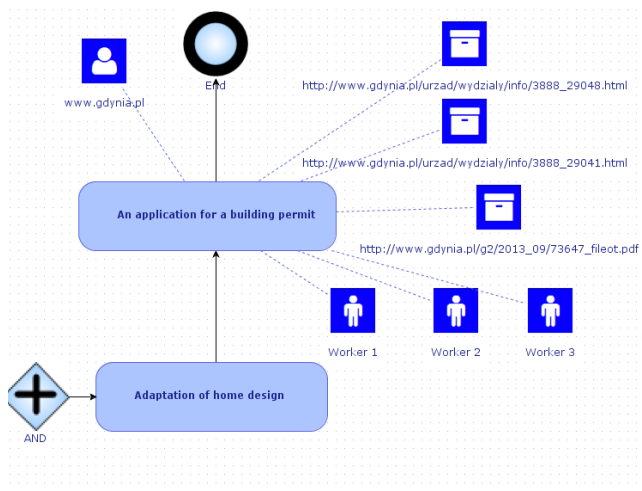 End
www.gdynia.pl
http://www.gdynia.pl/urzad/wydzialy/info/3888_29048.html
http://www.gdynia.pl/urzad/wydzialy/info/3888_29041.html
An application for a building permit
http://www.gdynia.pl/g2/2013_09/73647_fileot.pdf
Worker 1
Worker 2
Worker 3
Adaptation of home design
AND